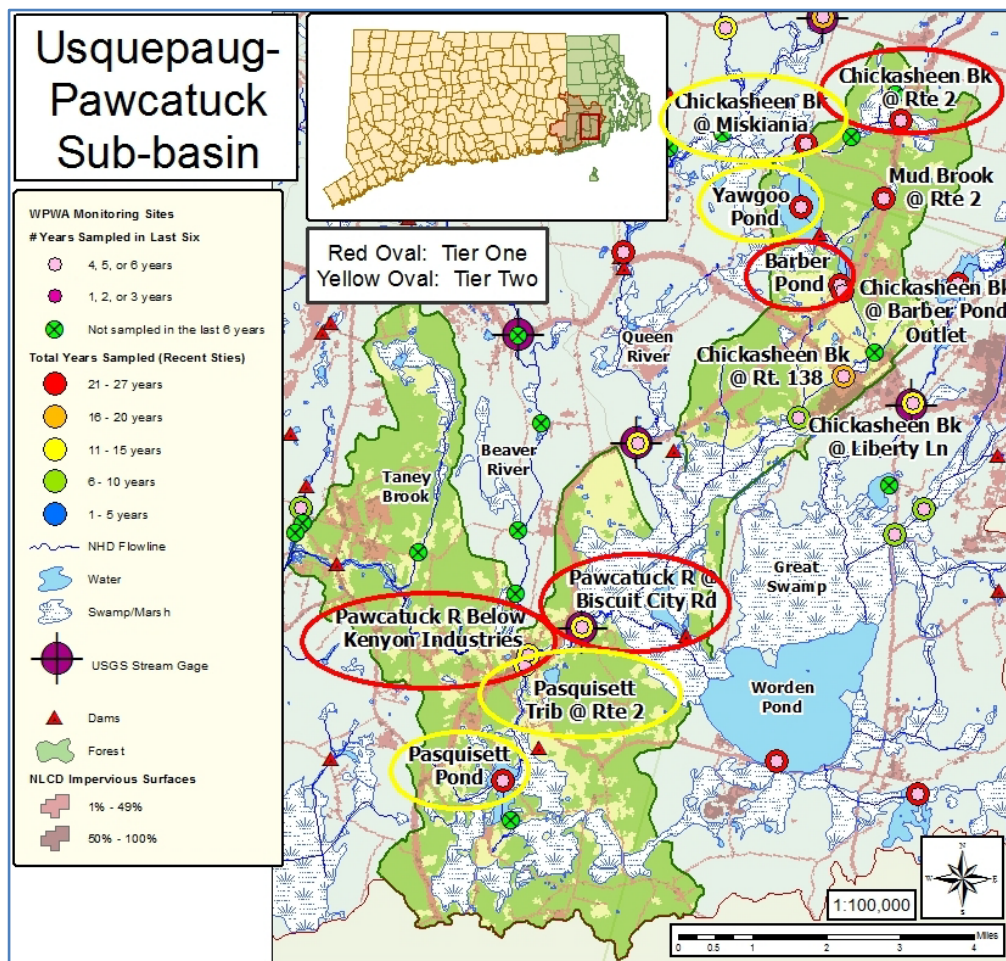 Usquepaug-
Pawcatuck
Sub-basin
WPWA Monitoring Sites
# Years Sampled in Last Six
4, 5, or 6 years
1, 2, or 3 years
Not sampled in the last 6 years
Total Years Sampled (Recent Sties)
21 - 27 years
16 - 20 years
11 - 15 years
6 - 10 years
1 - 5 years
NHD Flowline
Water
Swamp/Marsh
USGS Stream Gage
Dams
Forest
NLCD Impervious Surfaces
1% - 49%
50% - 100%
Red Oval: Tier One
Yellow Oval: Tier Two
Chickasheen Bk
@ Rte 2
Chickasheen Bk
@ Miskiania
Mud Brook
@ Rte 2
Yawgoo
Pond
Barber
Pond
Chickasheen Bk
@ Barber Pond
Outlet
Queen
River
Chickasheen Bk
@ Rt. 138
Chickasheen Bk
@ Liberty Ln
Beaver
River
Taney
Brook
Great
Swamp
Pawcatuck R @
Biscuit City Rd
Pawcatuck R Below
Kenyon Industries
Pasquisett
Trib @ Rte 2
Worden
Pond
Pasquisett
Pond
N
W
E
S
1:100,000
Miles
0 0.5 1 2 3 4